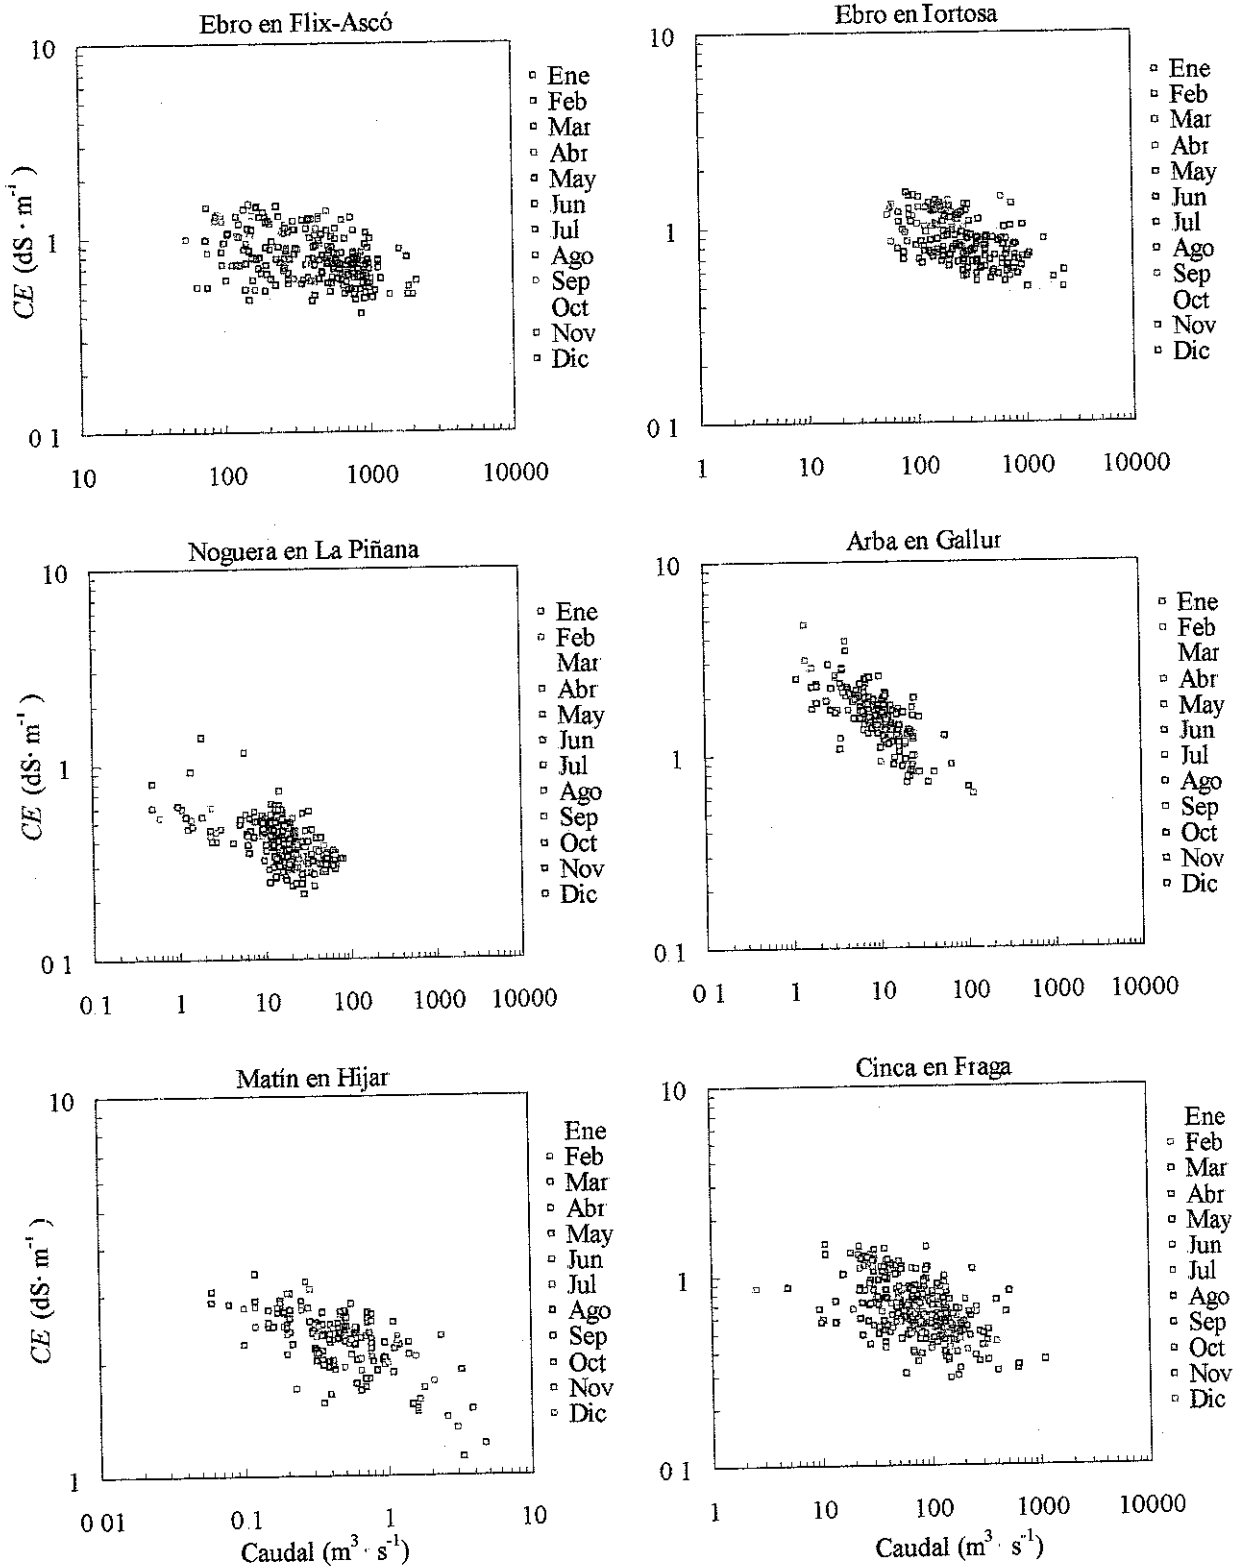 Ebro en Flix-Ascó
10
1
0 1
CE (dS · m⁻¹)
10 100 1000 10000
Ene
Feb
Mar
Abr
May
Jun
Jul
Ago
Sep
Oct
Nov
Dic
Ebro en Tortosa
10
1
0 1
1 10 100 1000 10000
Ene
Feb
Mar
Abr
May
Jun
Jul
Ago
Sep
Oct
Nov
Dic
Noguera en La Piñana
10
1
0 1
CE (dS· m⁻¹)
0.1 1 10 100 1000 10000
Ene
Feb
Mar
Abr
May
Jun
Jul
Ago
Sep
Oct
Nov
Dic
Arba en Gallur
10
1
0.1
0 1 1 10 100 1000 10000
Ene
Feb
Mar
Abr
May
Jun
Jul
Ago
Sep
Oct
Nov
Dic
Matín en Hijar
10
1
CE (dS· m⁻¹)
0 01 0.1 1 10
Caudal (m³ · s⁻¹)
Ene
Feb
Mar
Abr
May
Jun
Jul
Ago
Sep
Oct
Nov
Dic
Cinca en Fraga
10
1
0 1
1 10 100 1000 10000
Caudal (m³ · s⁻¹)
Ene
Feb
Mar
Abr
May
Jun
Jul
Ago
Sep
Oct
Nov
Dic